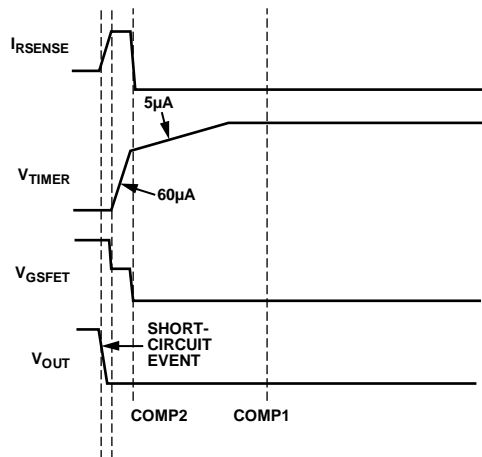 IRSENSE
5µA
VTIMER
60µA
VGSFET
SHORT-
CIRCUIT
EVENT
VOUT
COMP2
COMP1